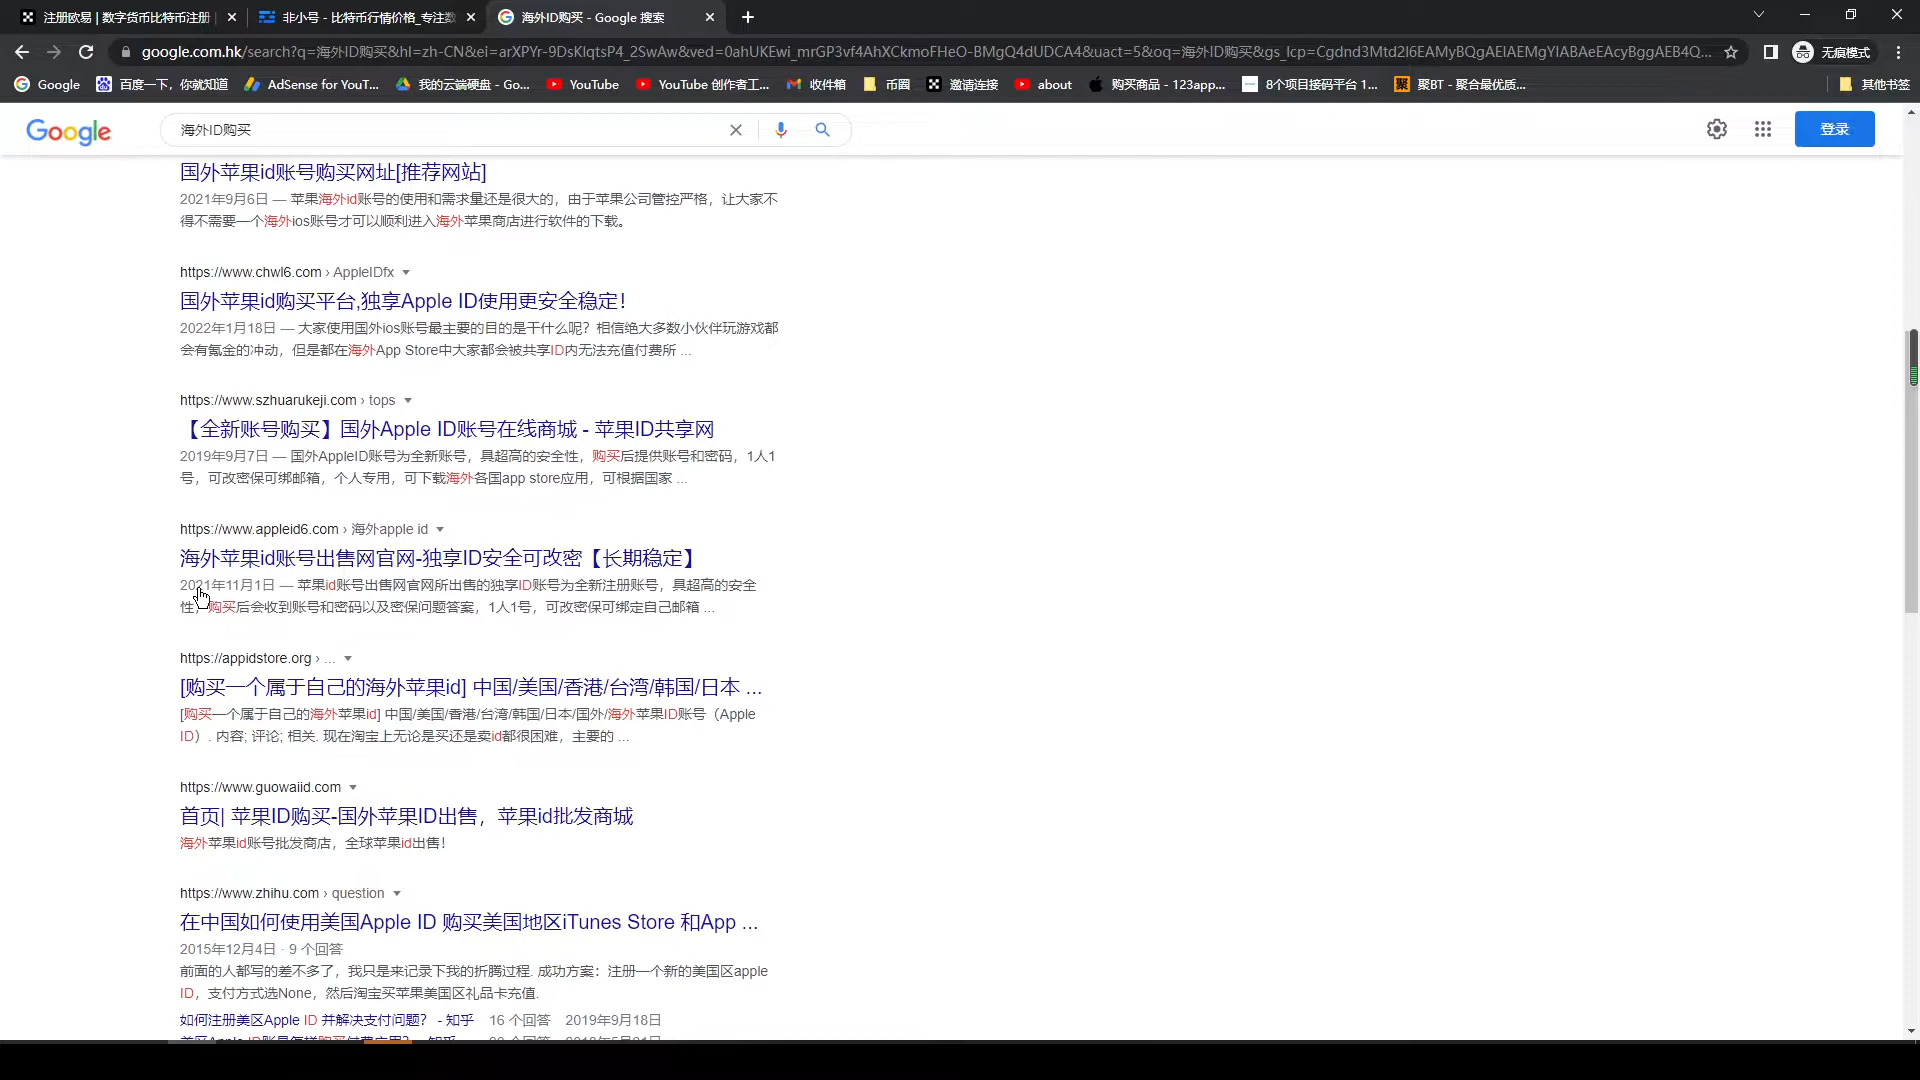 注册欧易 | 数字货币比特币注册
非小号 - 比特币行情价格_专注数
海外ID购买 - Google 搜索
google.com.hk/search?q=海外ID购买&hl=zh-CN&ei=arXPYr-9DsKlqtsP4_2SwAw&ved=0ahUKEwi_mrGP3vf4AhXCkmoFHeO-BMgQ4dUDCA4&uact=5&oq=海外ID购买&gs_lcp=Cgdnd3Mtd2l6EAMyBQgAEIAEMgYIABAeEAcyBggAEB4Q...
无痕模式
Google
百度一下，你就知道
AdSense for YouT...
我的云端硬盘 - Go...
YouTube
YouTube 创作者工...
收件箱
币圈
邀请连接
about
购买商品 - 123app...
8个项目接码平台 1...
聚BT - 聚合最优质...
其他书签
Google
海外ID购买
登录
国外苹果id账号购买网址[推荐网站]
2021年9月6日 — 苹果海外id账号的使用和需求量还是很大的，由于苹果公司管控严格，让大家不
得不需要一个海外ios账号才可以顺利进入海外苹果商店进行软件的下载。
https://www.chwl6.com › AppleIDfx
国外苹果id购买平台,独享Apple ID使用更安全稳定！
2022年1月18日 — 大家使用国外ios账号最主要的目的是干什么呢？相信绝大多数小伙伴玩游戏都
会有氪金的冲动，但是都在海外App Store中大家都会被共享ID内无法充值付费所 ...
https://www.szhuarukeji.com › tops
【全新账号购买】国外Apple ID账号在线商城 - 苹果ID共享网
2019年9月7日 — 国外AppleID账号为全新账号，具超高的安全性，购买后提供账号和密码，1人1
号，可改密保可绑邮箱，个人专用，可下载海外各国app store应用，可根据国家 ...
https://www.appleid6.com › 海外apple id
海外苹果id账号出售网官网-独享ID安全可改密【长期稳定】
2021年11月1日 — 苹果id账号出售网官网所出售的独享ID账号为全新注册账号，具超高的安全
性，购买后会收到账号和密码以及密保问题答案，1人1号，可改密保可绑定自己邮箱 ...
https://appidstore.org › ...
[购买一个属于自己的海外苹果id] 中国/美国/香港/台湾/韩国/日本 ...
[购买一个属于自己的海外苹果id] 中国/美国/香港/台湾/韩国/日本/国外/海外苹果ID账号（Apple
ID）. 内容; 评论; 相关. 现在淘宝上无论是买还是卖id都很困难，主要的 ...
https://www.guowaiid.com
首页| 苹果ID购买-国外苹果ID出售，苹果id批发商城
海外苹果id账号批发商店，全球苹果id出售！
https://www.zhihu.com › question
在中国如何使用美国Apple ID 购买美国地区iTunes Store 和App ...
2015年12月4日 · 9 个回答
前面的人都写的差不多了，我只是来记录下我的折腾过程. 成功方案：注册一个新的美国区apple
ID，支付方式选None，然后淘宝买苹果美国区礼品卡充值.
如何注册美区Apple ID 并解决支付问题？ - 知乎 16 个回答 2019年9月18日